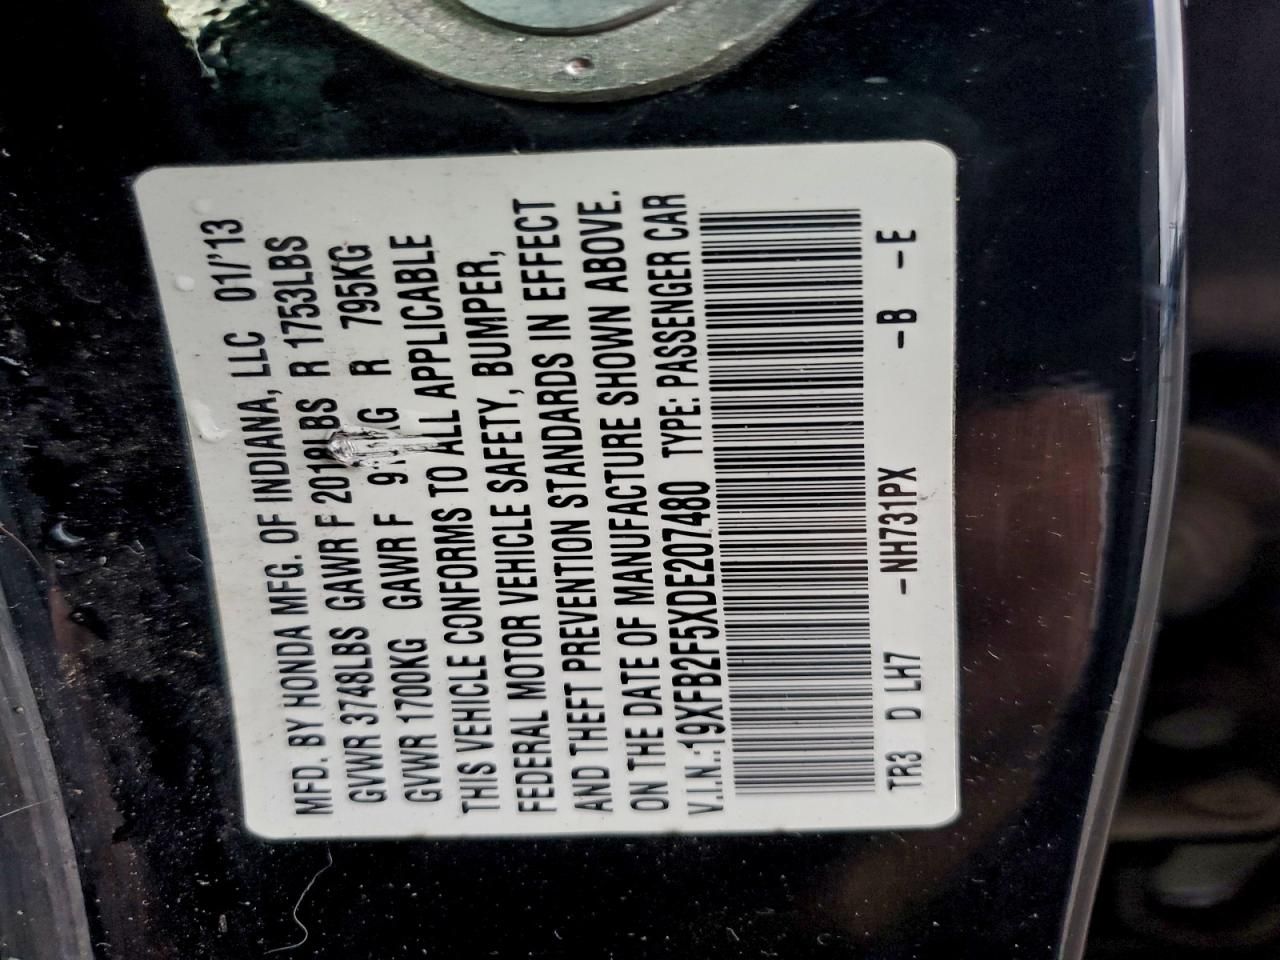 MFD. BY HONDA MFG. OF INDIANA, LLC 01/'13
GVWR 3748LBS GAWR F 2018LBS R 1753LBS
GVWR 1700KG GAWR F KG R 795KG
THIS VEHICLE CONFORMS TO ALL APPLICABLE
FEDERAL MOTOR VEHICLE SAFETY, BUMPER,
AND THEFT PREVENTION STANDARDS IN EFFECT
ON THE DATE OF MANUFACTURE SHOWN ABOVE.
V.I.N.:19XFB2F5XDE207480 TYPE: PASSENGER CAR
TR3 D LH7 -NH731PX -B -E